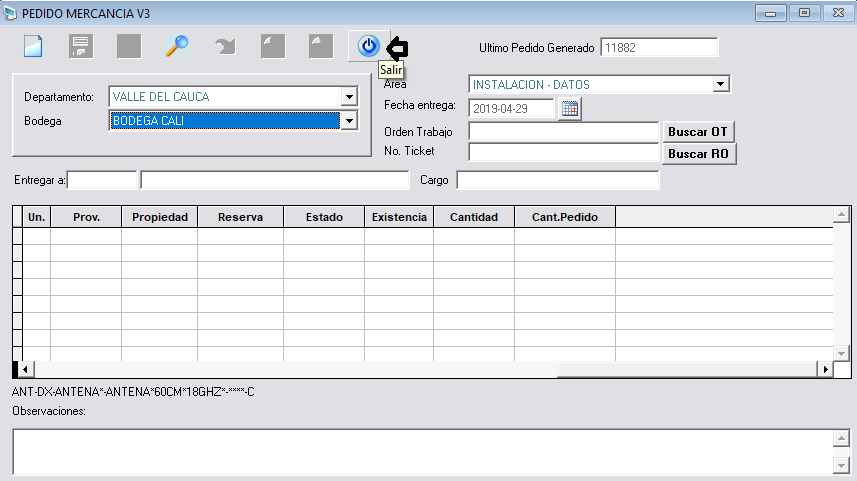 PEDIDO MERCANCIA V3
Ultimo Pedido Generado 11882
Salir
Departamento: VALLE DEL CAUCA
Bodega BODEGA CALI
Area INSTALACION - DATOS
Fecha entrega: 2019-04-29
Orden Trabajo Buscar OT
No. Ticket Buscar RO
Entregar a: Cargo
Un. Prov. Propiedad Reserva Estado Existencia Cantidad Cant.Pedido
ANT-DX-ANTENA*-ANTENA*60CM*18GHZ*-****-C
Observaciones: